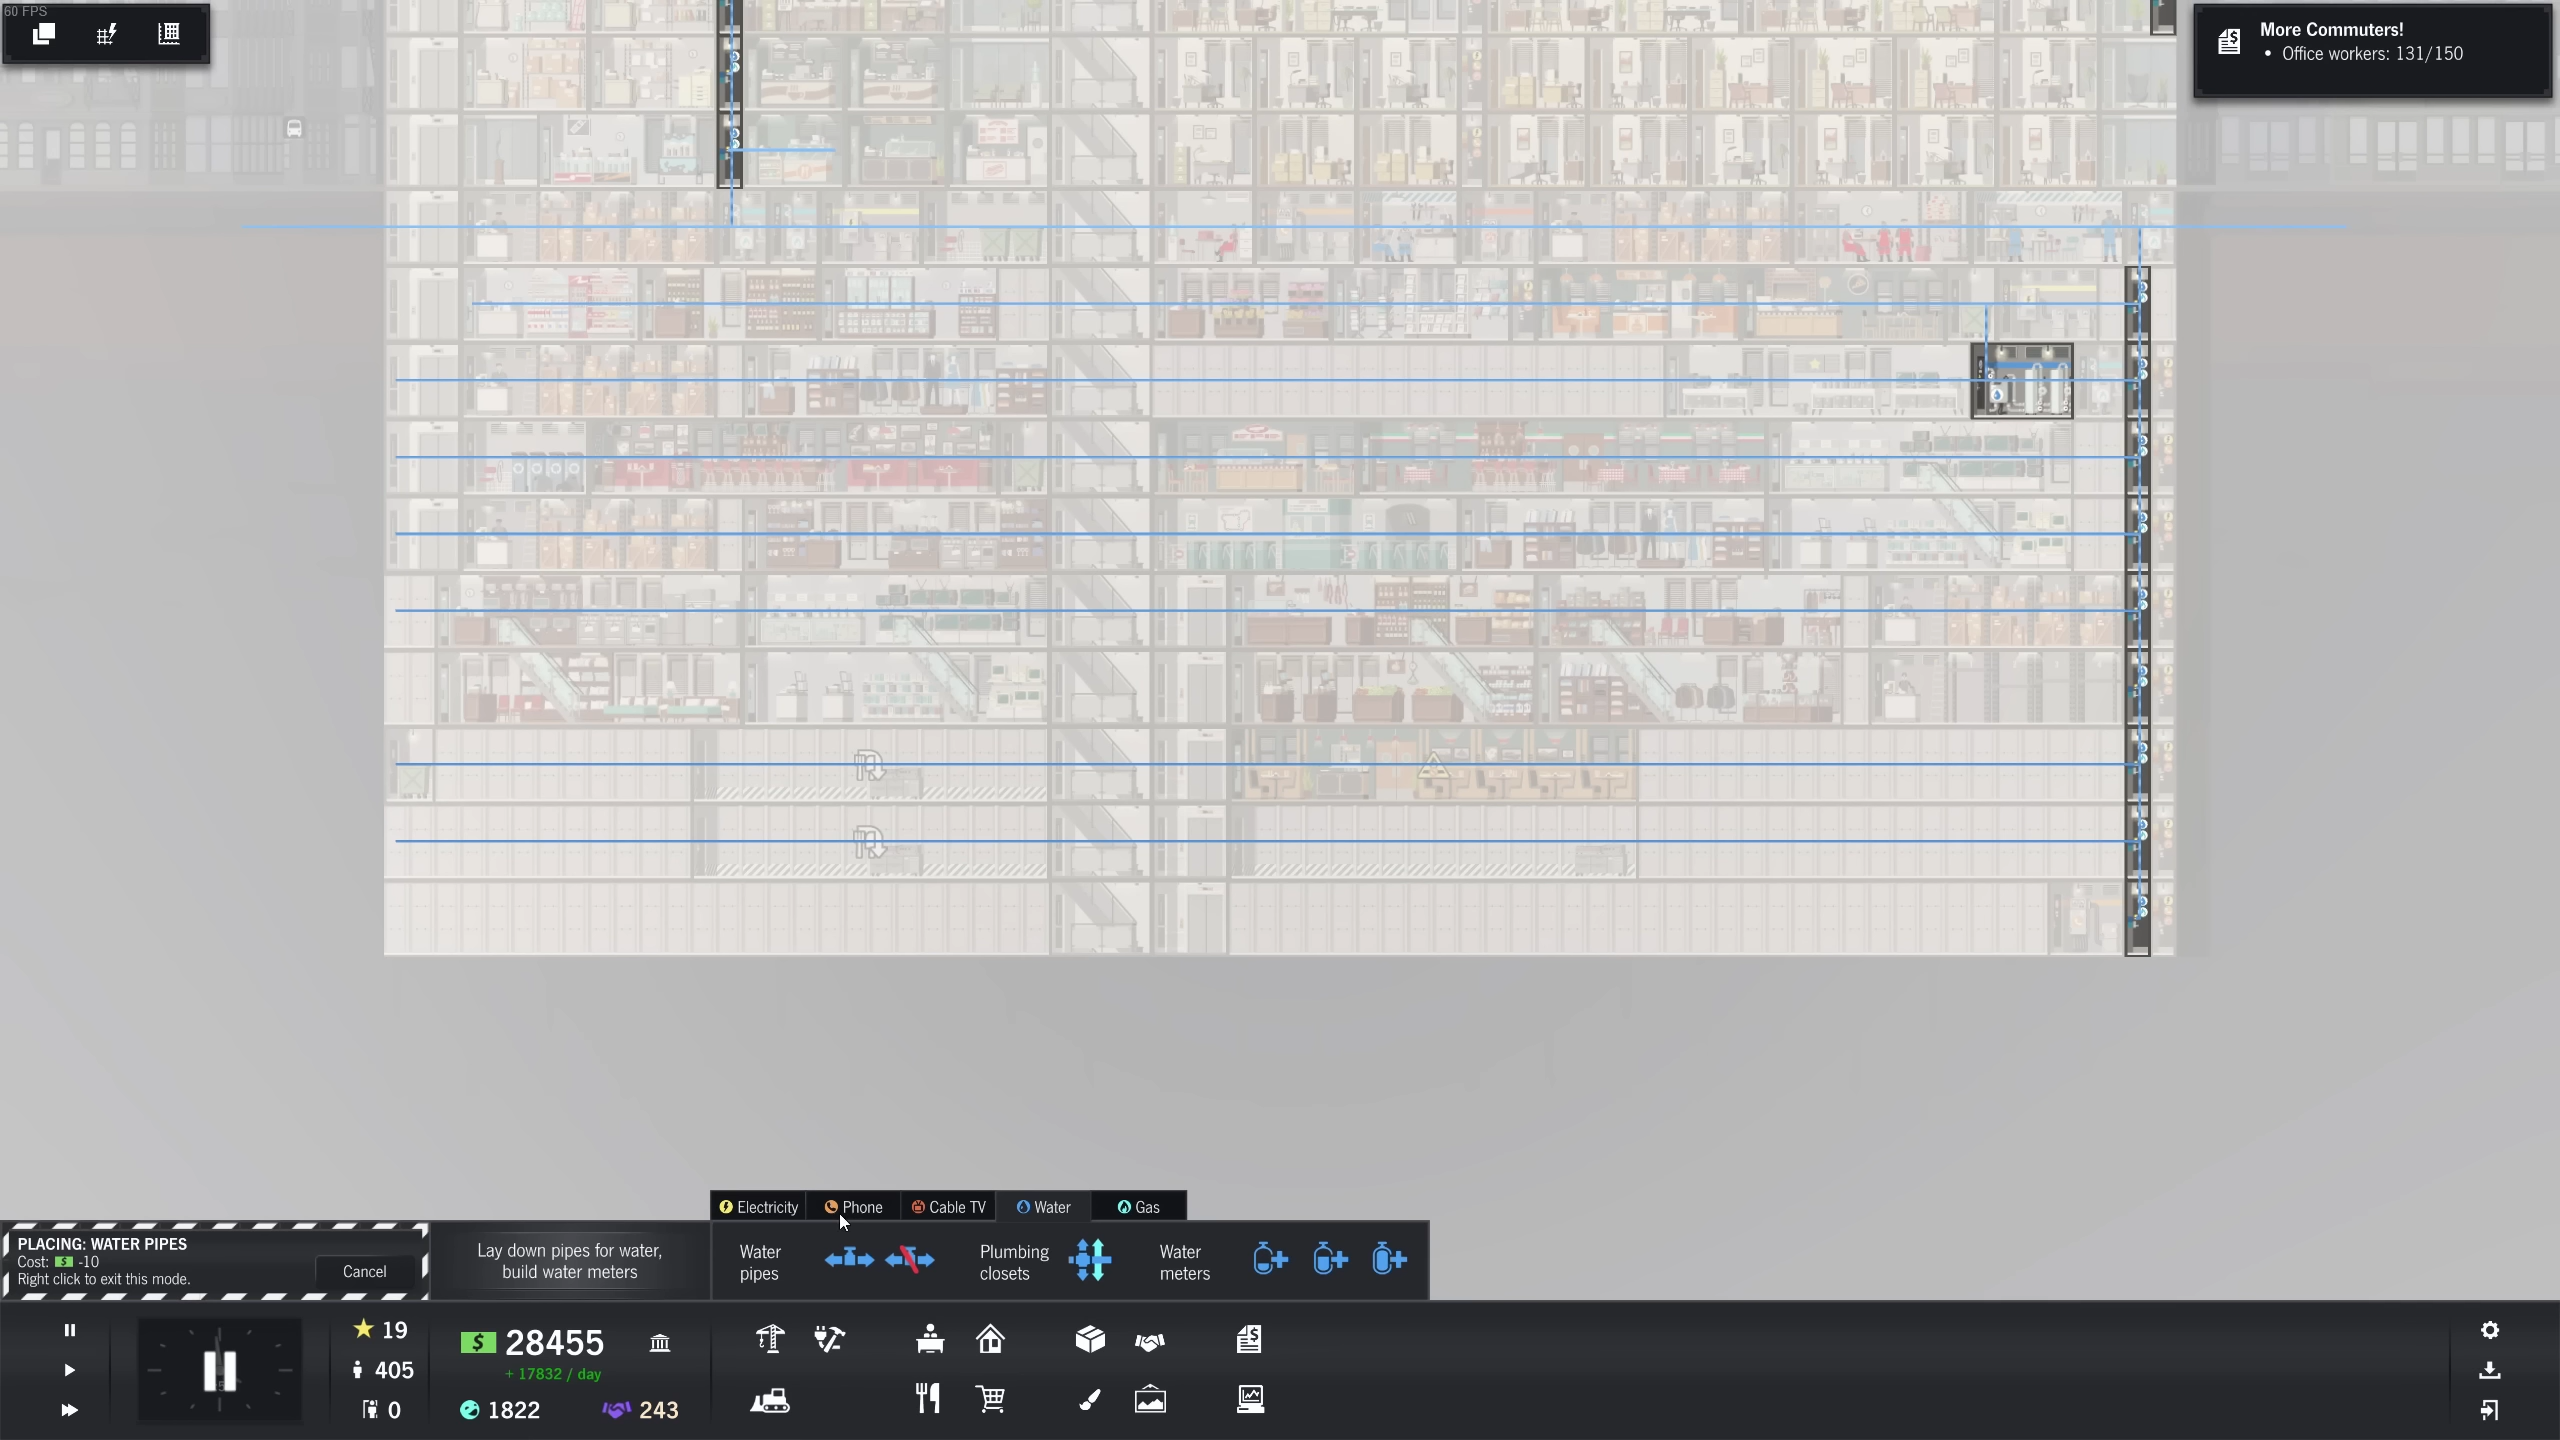 60 FPS
More Commuters!
• Office workers: 131/150
Electricity
Phone
Cable TV
Water
Gas
PLACING: WATER PIPES
Cost: $ -10
Right click to exit this mode.
Cancel
Lay down pipes for water,
build water meters
Water
pipes
Plumbing
closets
Water
meters
19
405
0
$ 28455
+ 17832 / day
1822
243